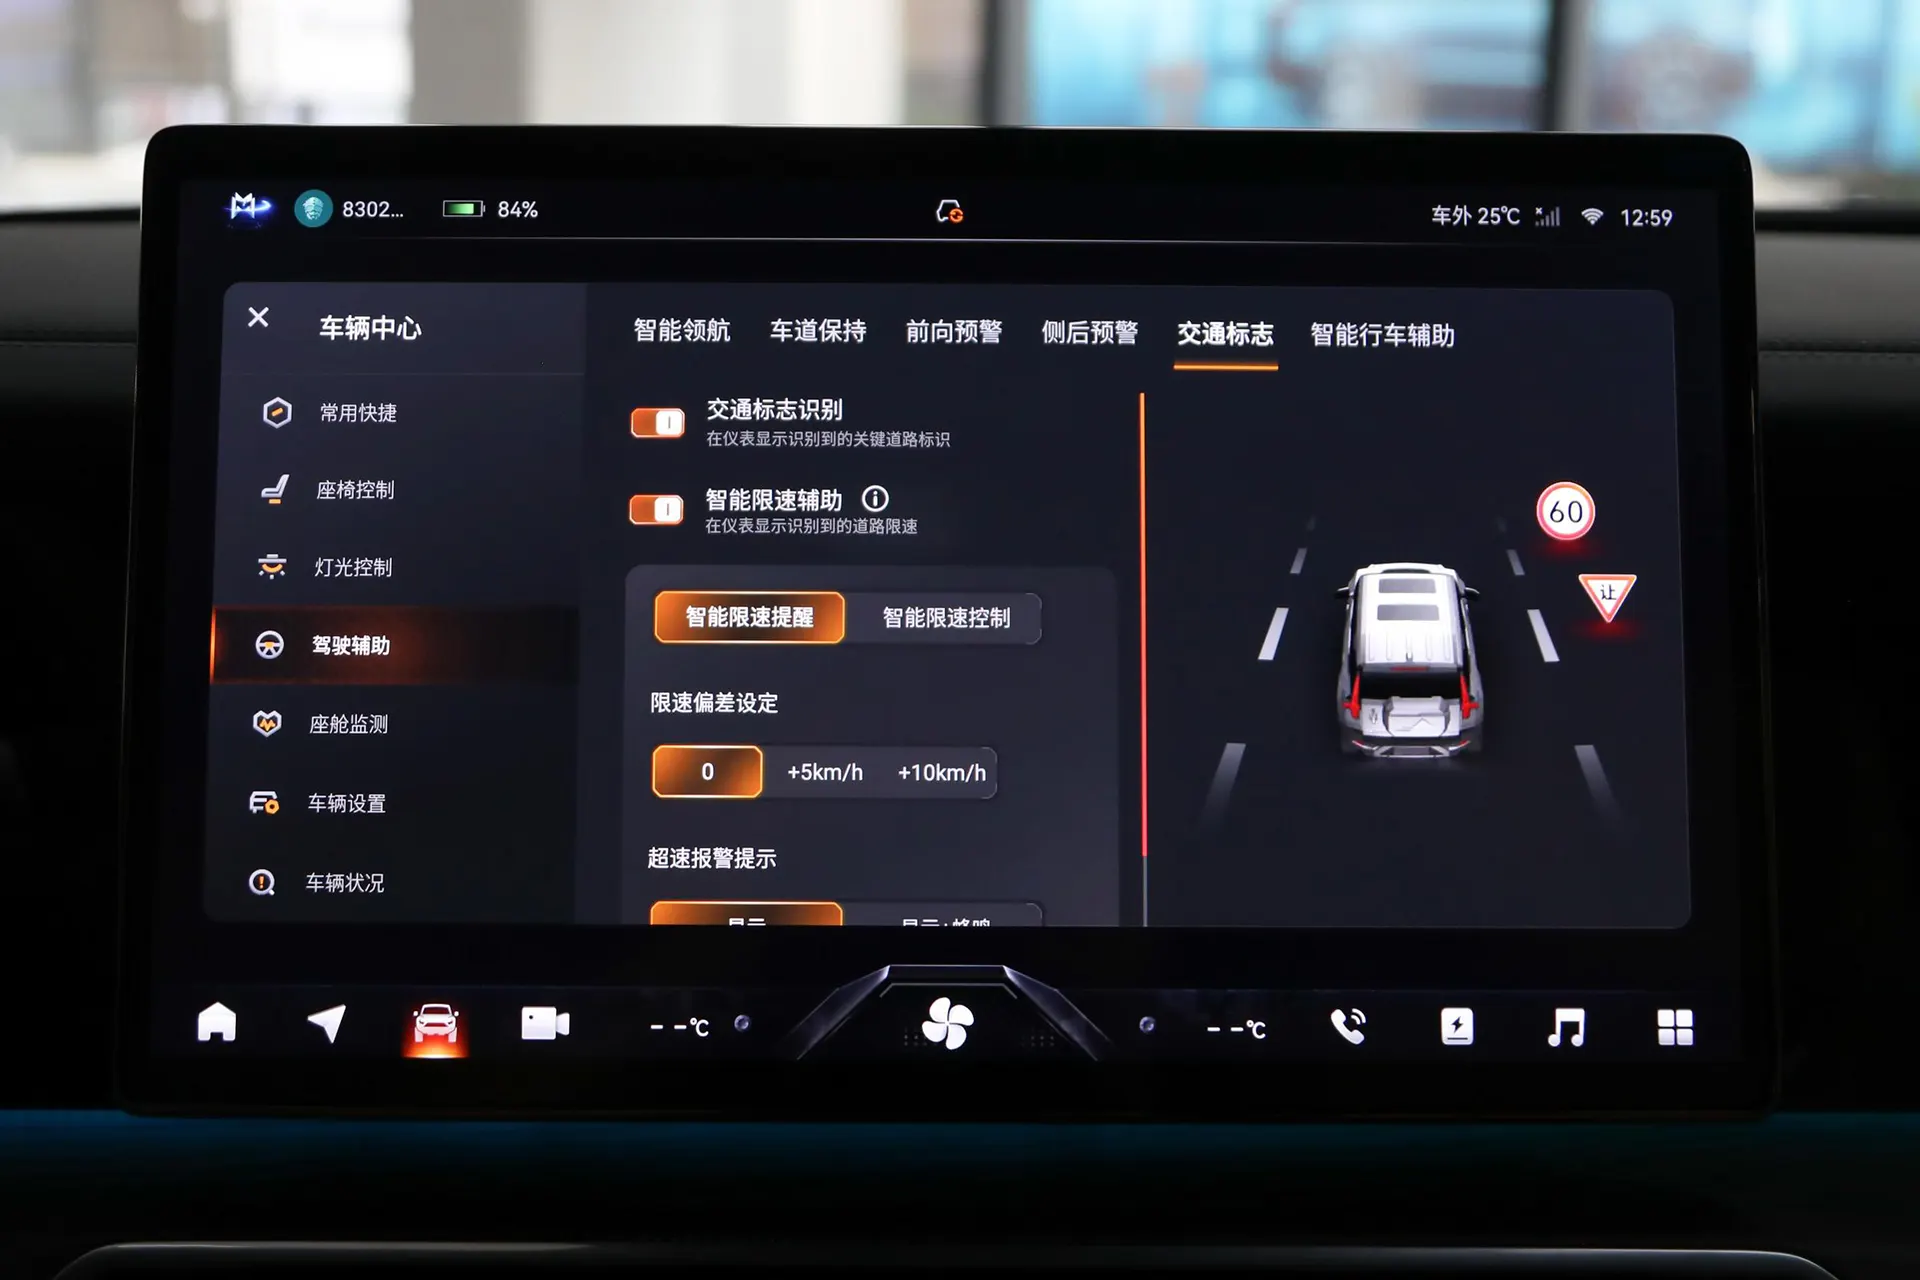 8302... 84% 车外 25℃ 12:59
车辆中心
常用快捷
座椅控制
灯光控制
驾驶辅助
座舱监测
车辆设置
车辆状况
智能领航 车道保持 前向预警 侧后预警 交通标志 智能行车辅助
交通标志识别
在仪表显示识别到的关键道路标识
智能限速辅助
在仪表显示识别到的道路限速
智能限速提醒 智能限速控制
限速偏差设定
0 +5km/h +10km/h
超速报警提示
显示 显示+蜂鸣
60
让
--℃ --℃